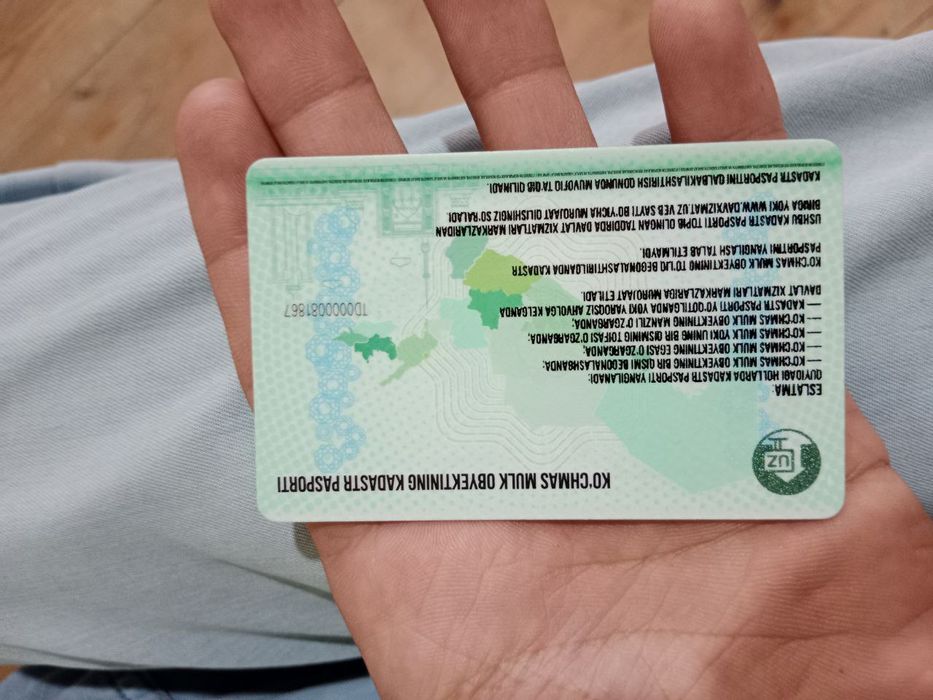 KO'CHMAS MULK OBYEKTINING KADASTR PASPORTI
UZ
ESLATMA:
QUYIDAGI HOLLARDA KADASTR PASPORTI YANGILANADI:
— KO'CHMAS MULK OBYEKTINING BIR QISMI BEGONALASHGANDA;
— KO'CHMAS MULK OBYEKTINING EGASI O'ZGARGANDA;
— KO'CHMAS MULK YOKI UNING BIR QISMINING TOIFASI O'ZGARGANDA;
— KO'CHMAS MULK OBYEKTINING MANZILI O'ZGARGANDA;
— KADASTR PASPORTI YO'QOTILGANDA YOKI YAROQSIZ AHVOLGA KELGANDA
DAVLAT XIZMATLARI MARKAZLARIGA MUROJAAT ETILADI.
KO'CHMAS MULK OBYEKTINING TO'LIQ BEGONALASHTIRILGANDA KADASTR
PASPORTINI YANGILASH TALAB ETILMAYDI.
USHBU KADASTR PASPORTI TOPIB OLINGAN TAQDIRDA DAVLAT XIZMATLARI MARKAZLARIDAN
BIRIGA YOKI WWW.DAVXIZMAT.UZ VEB SAYTI BO'YICHA MUROJAAT QILISHINGIZ SO'RALADI.
KADASTR PASPORTINI QALBAKILASHTIRISH QONUNGA MUVOFIQ TA'QIB QILINADI.
TD0000081867